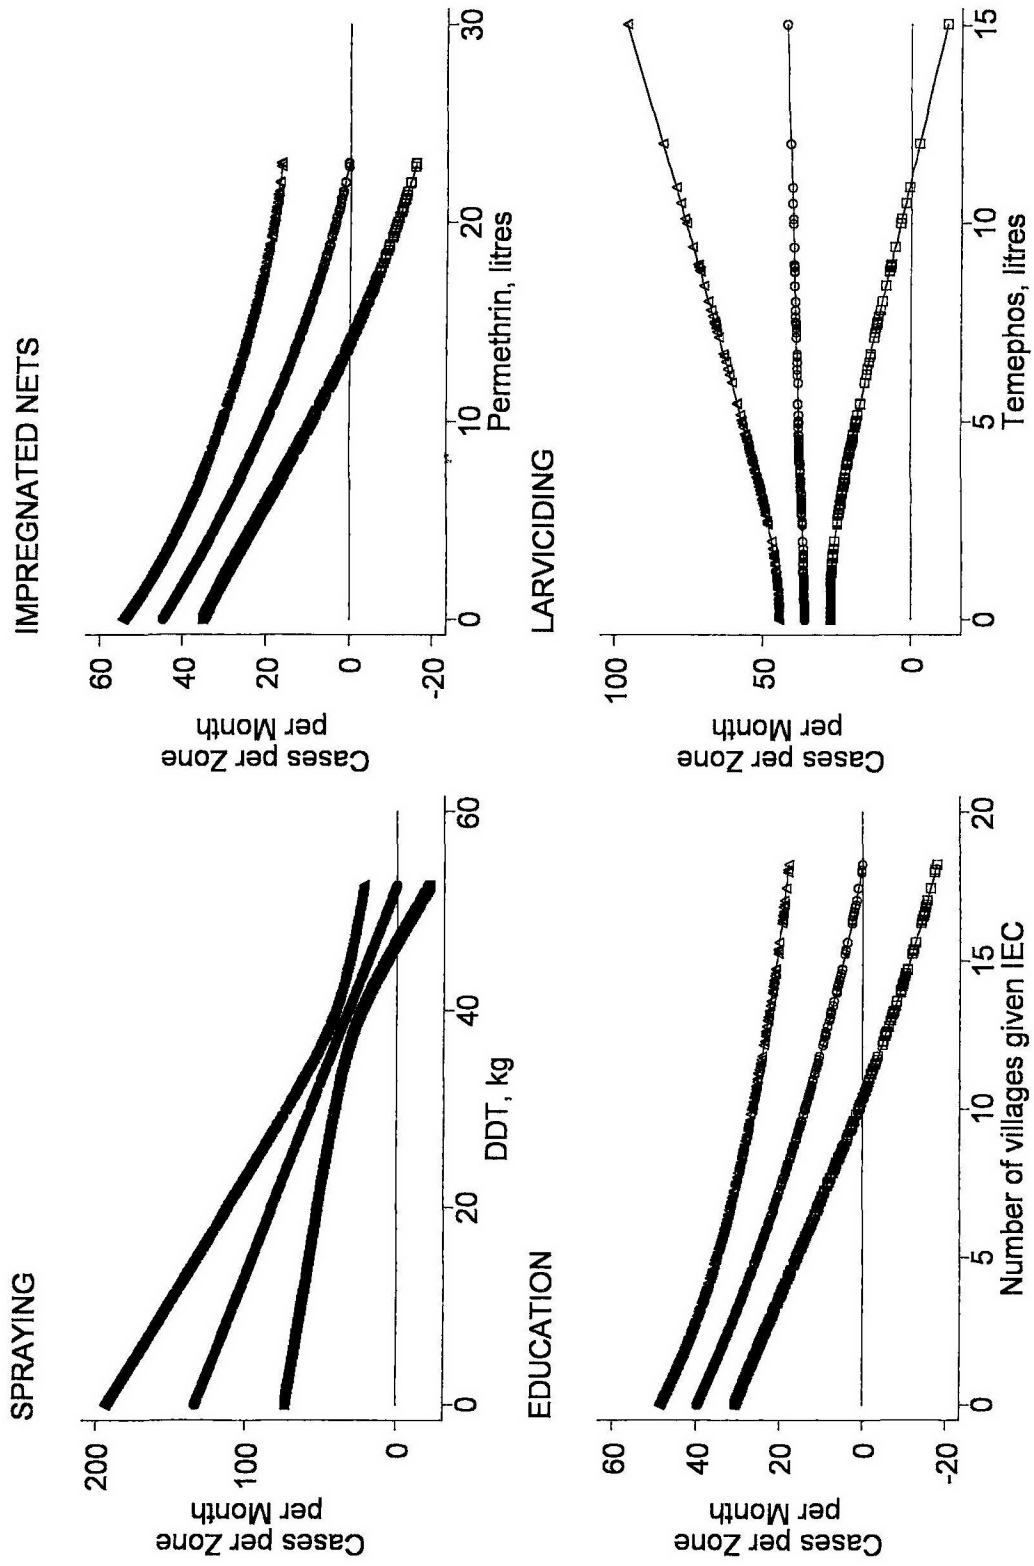 SPRAYING
Cases per Zone
per Month
200
100
0
0
20
40
60
DDT, kg
IMPREGNATED NETS
Cases per Zone
per Month
60
40
20
0
-20
0
10
20
30
Permethrin, litres
EDUCATION
Cases per Zone
per Month
60
40
20
0
-20
0
5
10
15
20
Number of villages given IEC
LARVICIDING
Cases per Zone
per Month
100
50
0
0
5
10
15
Temephos, litres